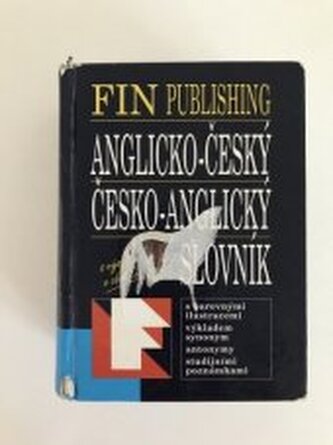 FIN PUBLISHING
ANGLICKO-ČESKÝ
ČESKO-ANGLICKÝ
SLOVNÍK
s barevnými
ilustracemi
výkladem
synonym
antonymy
studijními
poznámkami